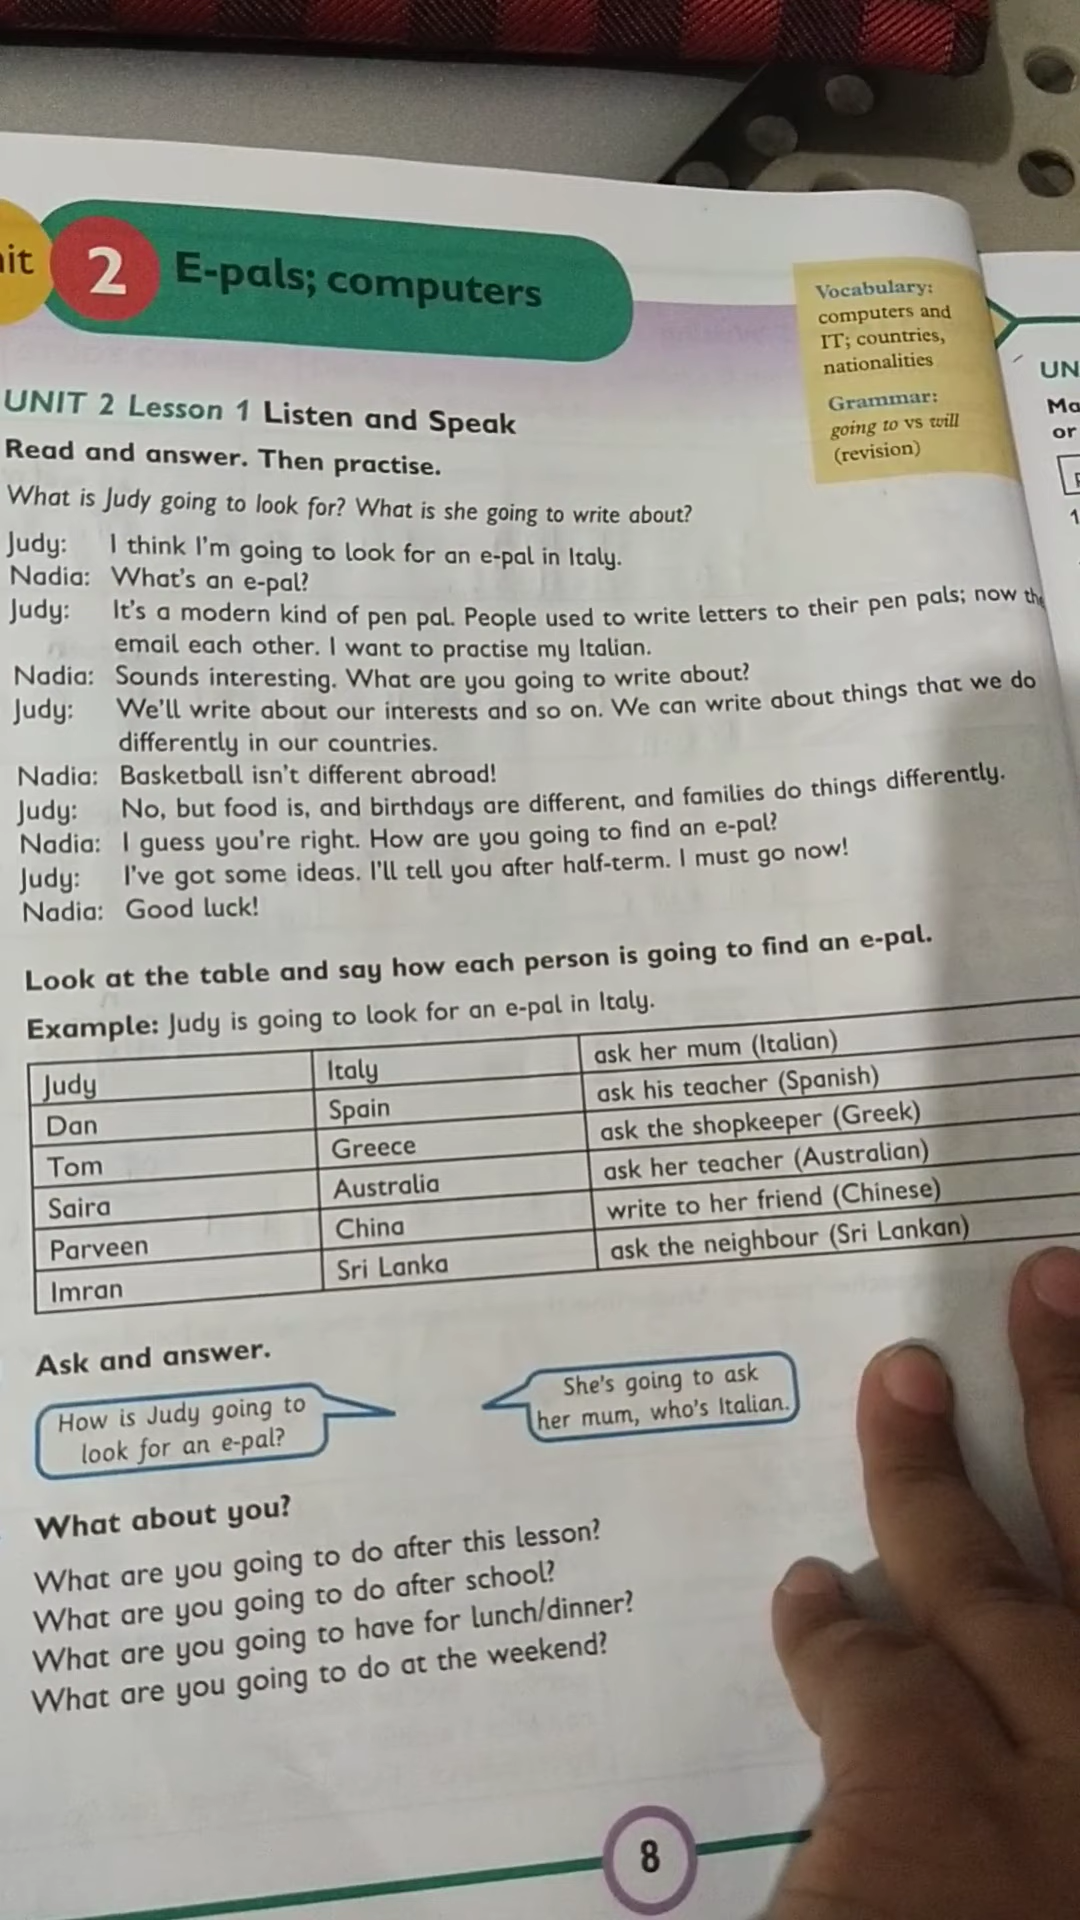 it 2 E-pals; computers
Vocabulary:
computers and
IT; countries,
nationalities
Grammar:
going to vs will
(revision)
UNIT 2 Lesson 1 Listen and Speak
Read and answer. Then practise.
What is Judy going to look for? What is she going to write about?
Judy: I think I'm going to look for an e-pal in Italy.
Nadia: What's an e-pal?
Judy: It's a modern kind of pen pal. People used to write letters to their pen pals; now
email each other. I want to practise my Italian.
Nadia: Sounds interesting. What are you going to write about?
Judy: We'll write about our interests and so on. We can write about things that we do
differently in our countries.
Nadia: Basketball isn't different abroad!
Judy: No, but food is, and birthdays are different, and families do things differently.
Nadia: I guess you're right. How are you going to find an e-pal?
Judy: I've got some ideas. I'll tell you after half-term. I must go now!
Nadia: Good luck!
Look at the table and say how each person is going to find an e-pal.
Example: Judy is going to look for an e-pal in Italy.
Judy Italy ask her mum (Italian)
Dan Spain ask his teacher (Spanish)
Tom Greece ask the shopkeeper (Greek)
Saira Australia ask her teacher (Australian)
Parveen China write to her friend (Chinese)
Imran Sri Lanka ask the neighbour (Sri Lankan)
Ask and answer.
How is Judy going to
look for an e-pal?
She's going to ask
her mum, who's Italian.
What about you?
What are you going to do after this lesson?
What are you going to do after school?
What are you going to have for lunch/dinner?
What are you going to do at the weekend?
8
UN
Ma
or
1